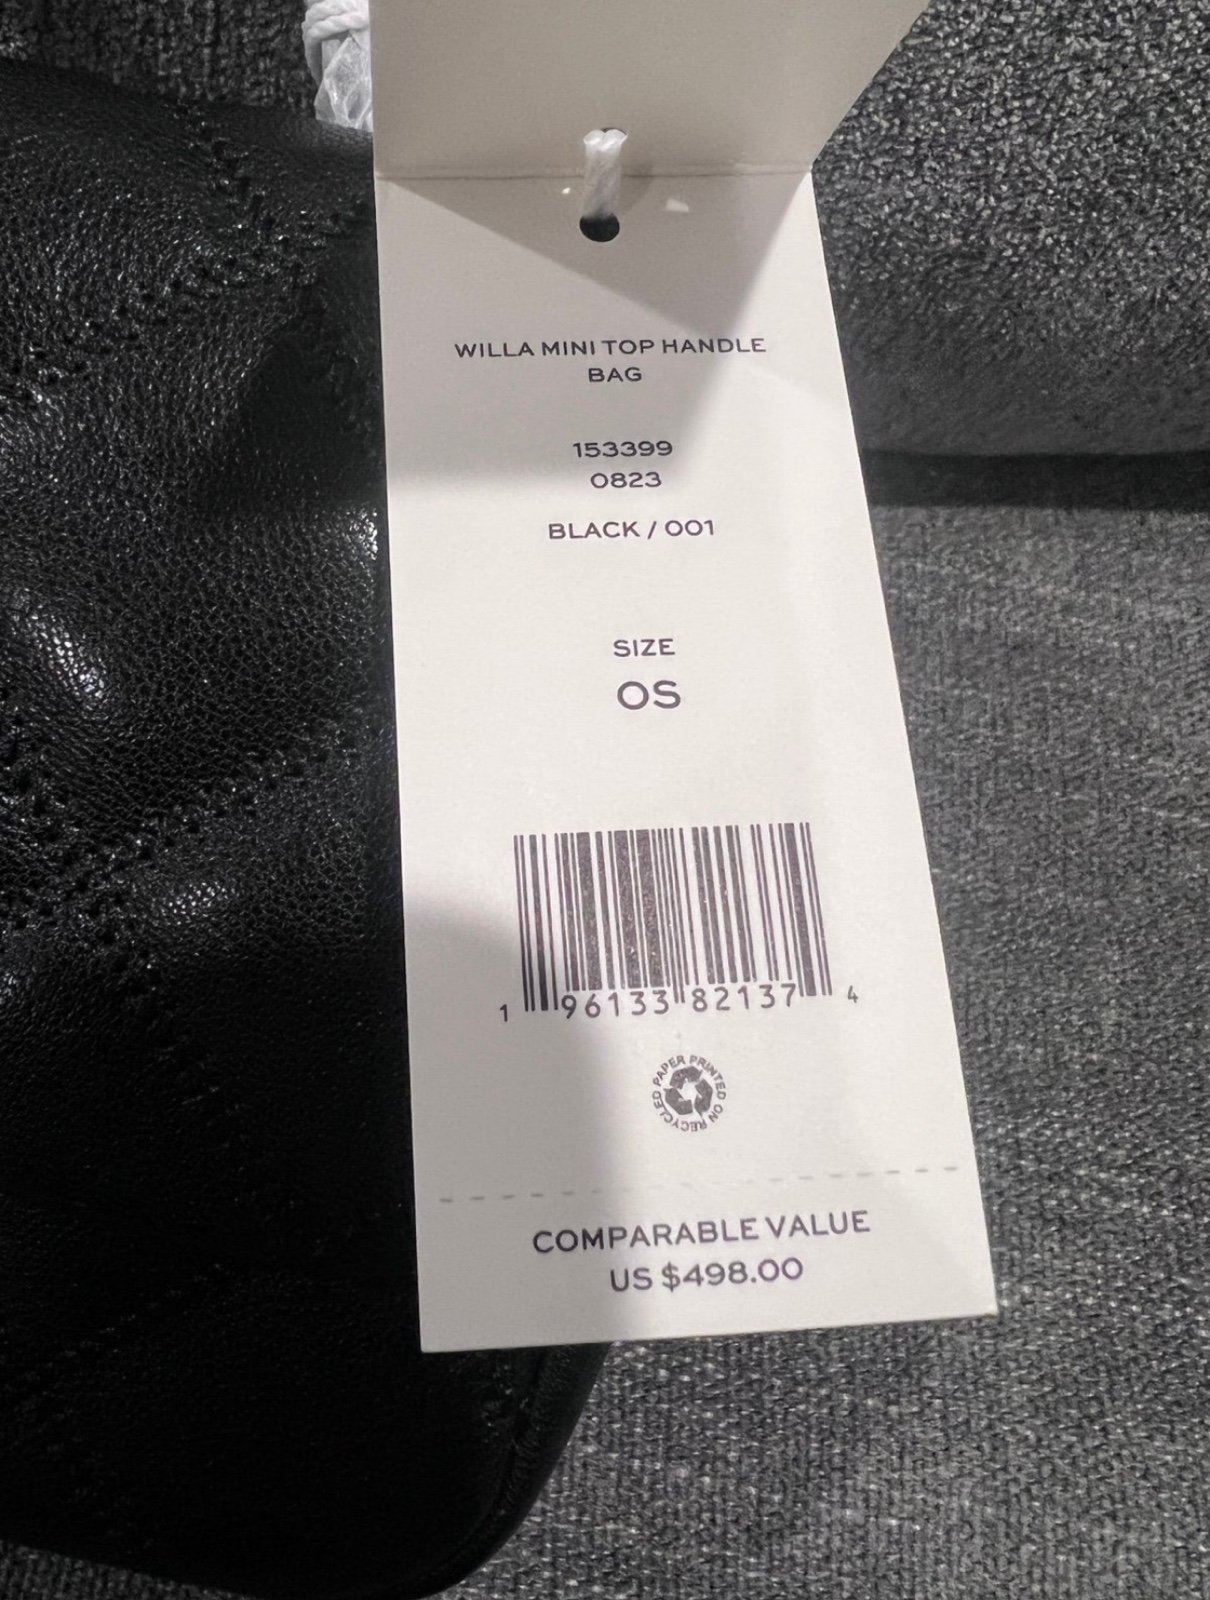 WILLA MINI TOP HANDLE
BAG
153399
0823
BLACK / 001
SIZE
OS
1 96133 82137 4
PRINTED ON RECYCLED PAPER
COMPARABLE VALUE
US $498.00